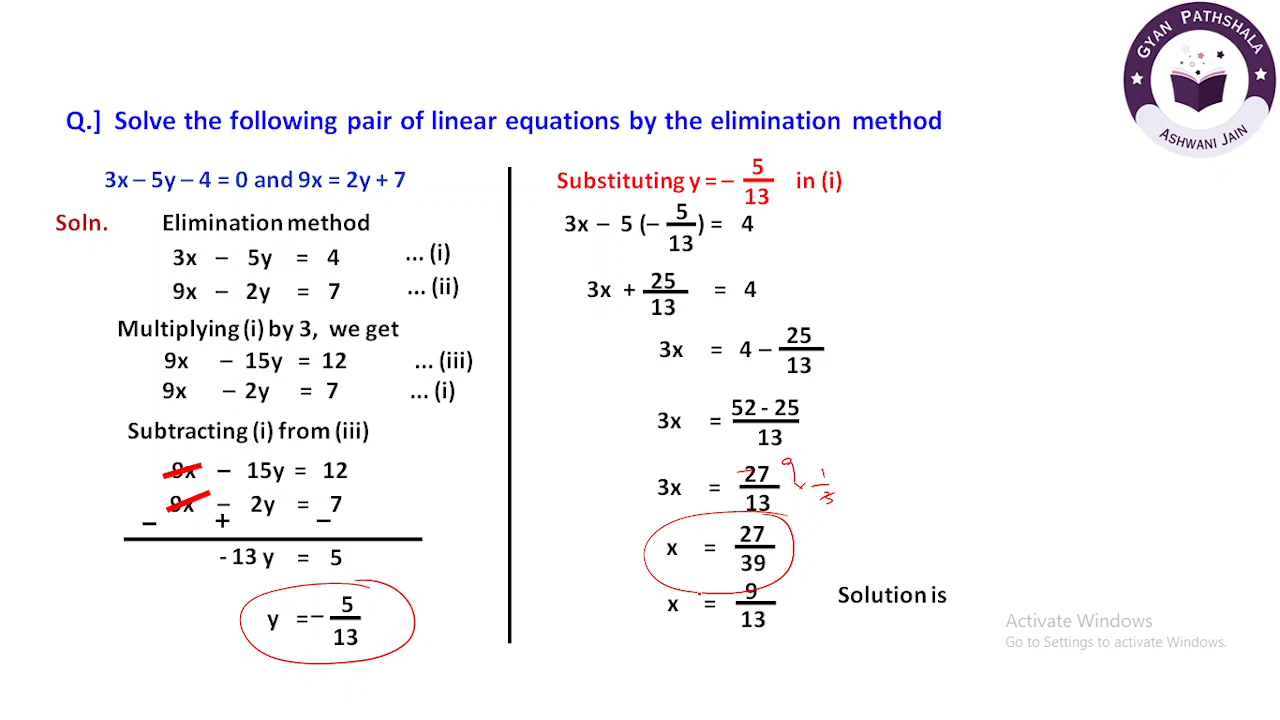 GYAN PATHSHALA
ASHWANI JAIN
Q.] Solve the following pair of linear equations by the elimination method
3x – 5y – 4 = 0 and 9x = 2y + 7
Soln. Elimination method
3x – 5y = 4 ... (i)
9x – 2y = 7 ... (ii)
Multiplying (i) by 3, we get
9x – 15y = 12 ... (iii)
9x – 2y = 7 ... (i)
Subtracting (i) from (iii)
9x – 15y = 12
9x – 2y = 7
– + –
- 13 y = 5
y = – 5/13
Substituting y = – 5/13 in (i)
3x – 5 (– 5/13) = 4
3x + 25/13 = 4
3x = 4 – 25/13
3x = 52 - 25/13
3x = 27/13 9 1/3
x = 27/39
x = 9/13
Solution is
Activate Windows
Go to Settings to activate Windows.